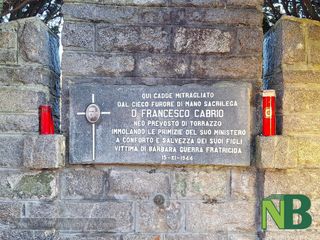 QUI CADDE MITRAGLIATO
DAL CIECO FURORE DI MANO SACRILEGA
D. FRANCESCO CABRIO
NEO PREVOSTO DI TORRAZZO
IMMOLANDO LE PRIMIZIE DEL SUO MINISTERO
A CONFORTO E SALVEZZA DEI SUOI FIGLI
VITTIMA DI BARBARA GUERRA FRATRICIDA
15-XI-1944
NB